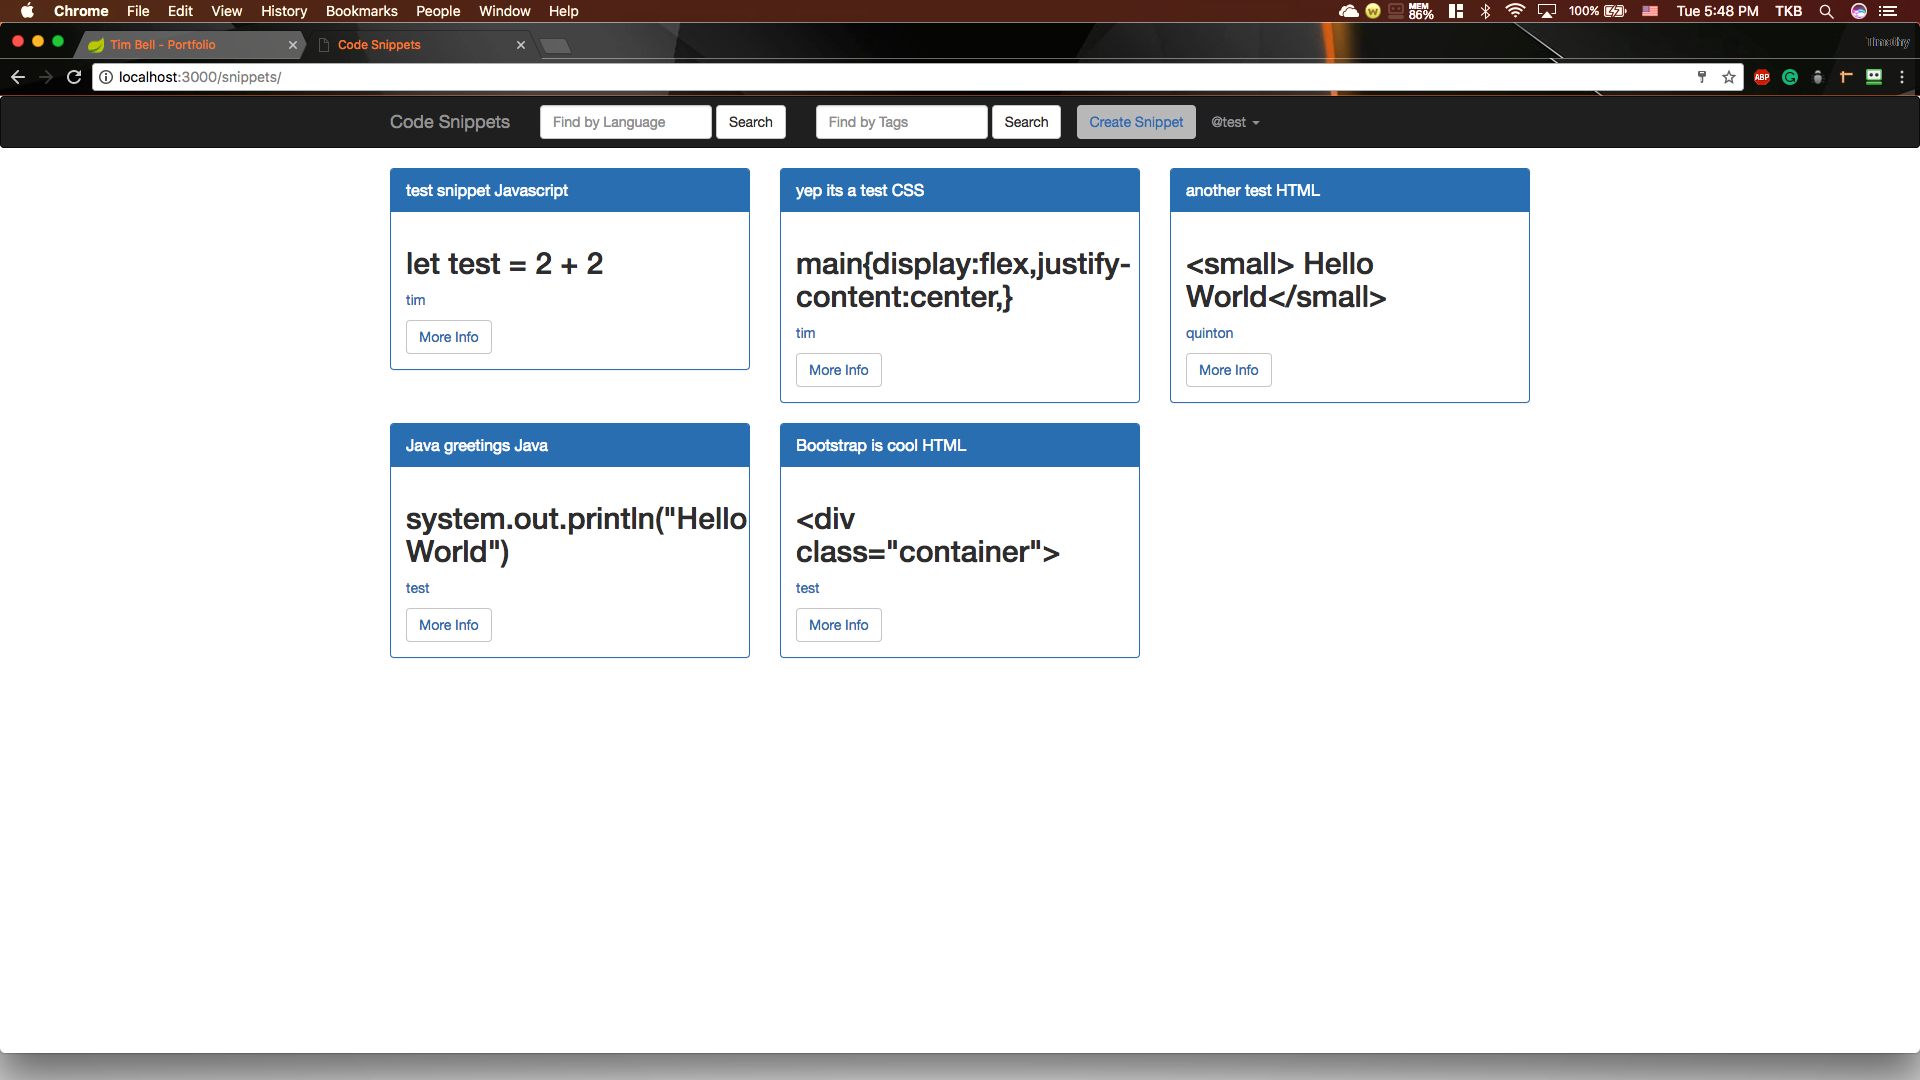 Chrome File Edit View History Bookmarks People Window Help
W MEM 86% 100% Tue 5:48 PM TKB
Tim Bell - Portfolio
Code Snippets
Timothy
localhost:3000/snippets/
ABP
Code Snippets Find by Language Search Find by Tags Search Create Snippet @test
test snippet Javascript
let test = 2 + 2
tim
More Info
yep its a test CSS
main{display:flex,justify-
content:center,}
tim
More Info
another test HTML
<small> Hello
World</small>
quinton
More Info
Java greetings Java
system.out.println("Hello
World")
test
More Info
Bootstrap is cool HTML
<div
class="container">
test
More Info